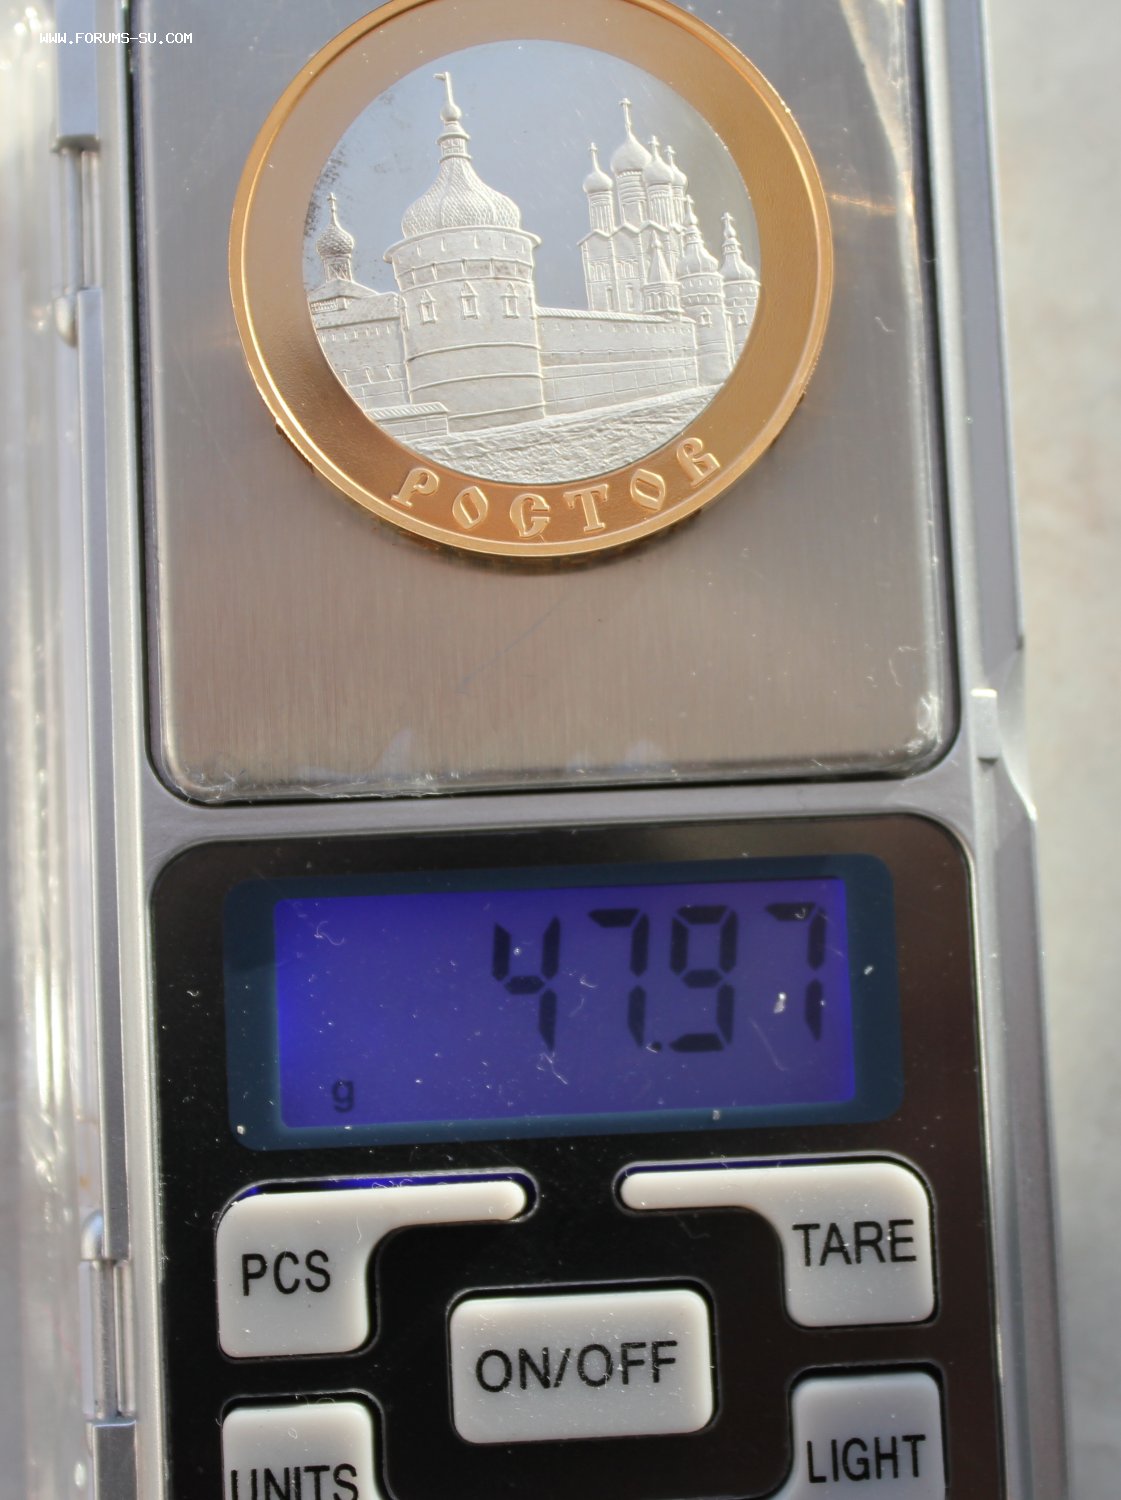 WWW.FORUMS-SU.COM
РОСТОВ
47.97
g
PCS
TARE
ON/OFF
UNITS
LIGHT